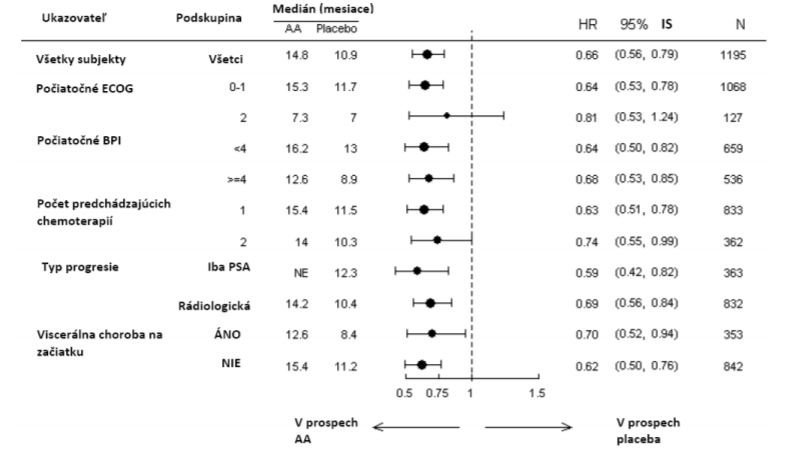 Ukazovateľ Podskupina Medián (mesiace)
AA Placebo HR 95% IS N
Všetky subjekty Všetci 14.8 10.9 0.66 (0.56, 0.79) 1195
Počiatočné ECOG 0-1 15.3 11.7 0.64 (0.53, 0.78) 1068
2 7.3 7 0.81 (0.53, 1.24) 127
Počiatočné BPI <4 16.2 13 0.64 (0.50, 0.82) 659
>=4 12.6 8.9 0.68 (0.53, 0.85) 536
Počet predchádzajúcich
chemoterapií 1 15.4 11.5 0.63 (0.51, 0.78) 833
2 14 10.3 0.74 (0.55, 0.99) 362
Typ progresie Iba PSA NE 12.3 0.59 (0.42, 0.82) 363
Rádiologická 14.2 10.4 0.69 (0.56, 0.84) 832
Viscerálna choroba na
začiatku ÁNO 12.6 8.4 0.70 (0.52, 0.94) 353
NIE 15.4 11.2 0.62 (0.50, 0.76) 842
0.5 0.75 1 1.5
V prospech
AA
V prospech
placeba